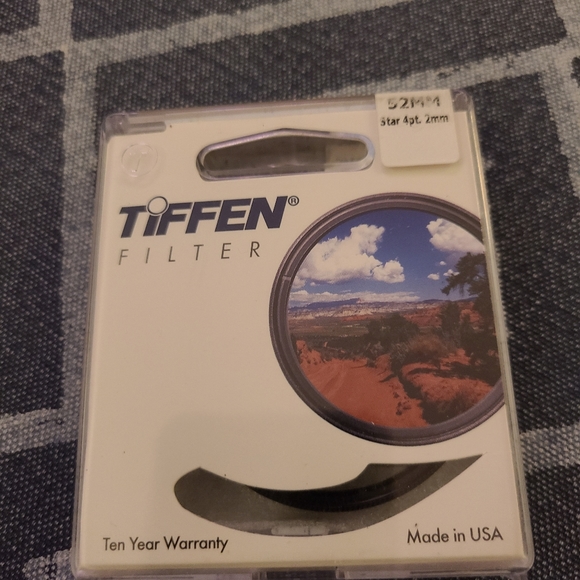 52MM
Star 4pt. 2mm
TiFFEN®
FILTER
Ten Year Warranty
Made in USA